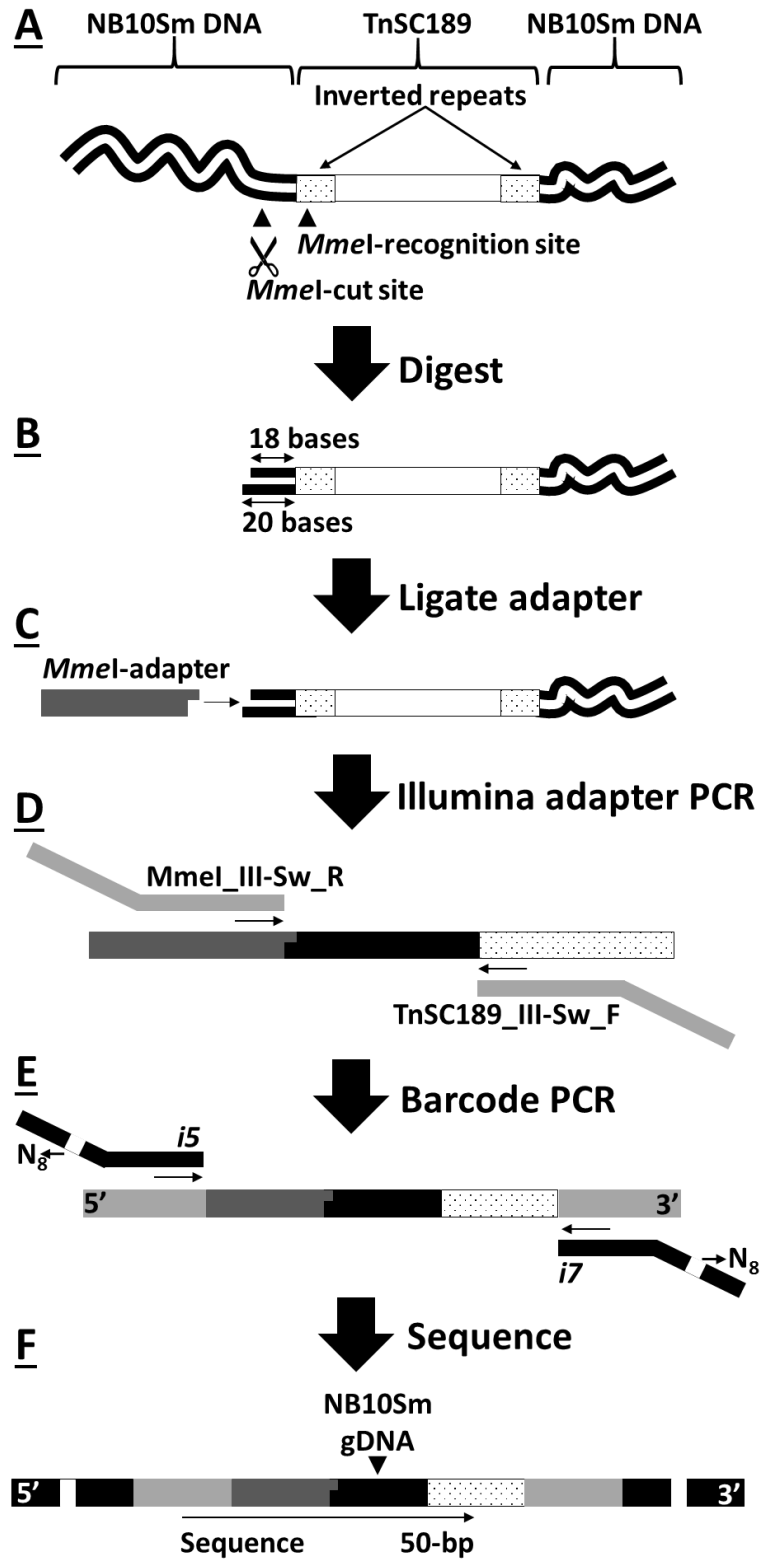 A
NB10Sm DNA
TnSC189
NB10Sm DNA
Inverted repeats
MmeI-recognition site
MmeI-cut site
Digest
B
18 bases
20 bases
Ligate adapter
C
MmeI-adapter
Illumina adapter PCR
D
MmeI_III-Sw_R
TnSC189_III-Sw_F
E
Barcode PCR
i5
N8
5’
3’
N8
i7
Sequence
F
NB10Sm
gDNA
5’
3’
Sequence
50-bp